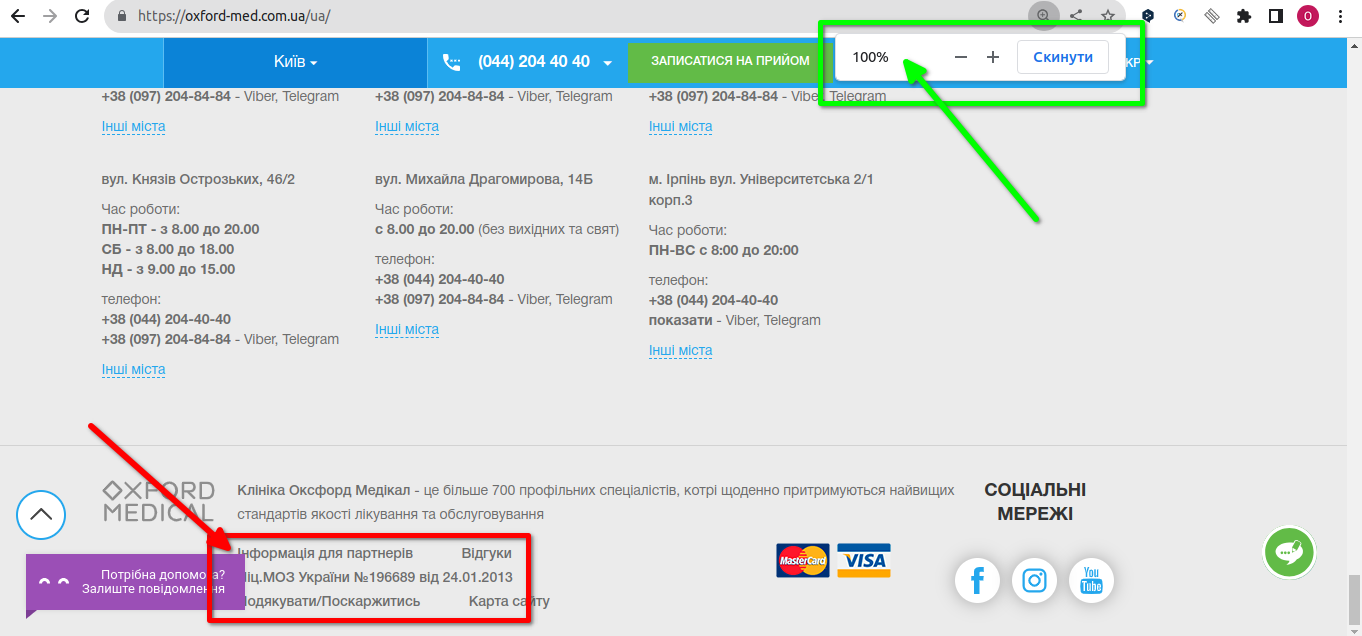 https://oxford-med.com.ua/ua/
О
Київ
(044) 204 40 40
ЗАПИСАТИСЯ НА ПРИЙОМ
100%
Скинути
+38 (097) 204-84-84 - Viber, Telegram
Інші міста
+38 (097) 204-84-84 - Viber, Telegram
Інші міста
+38 (097) 204-84-84 - Viber, Telegram
Інші міста
вул. Князів Острозьких, 46/2
Час роботи:
ПН-ПТ - з 8.00 до 20.00
СБ - з 8.00 до 18.00
НД - з 9.00 до 15.00
телефон:
+38 (044) 204-40-40
+38 (097) 204-84-84 - Viber, Telegram
Інші міста
вул. Михайла Драгомирова, 14Б
Час роботи:
с 8.00 до 20.00 (без вихідних та свят)
телефон:
+38 (044) 204-40-40
+38 (097) 204-84-84 - Viber, Telegram
Інші міста
м. Ірпінь вул. Університетська 2/1
корп.3
Час роботи:
ПН-ВС с 8:00 до 20:00
телефон:
+38 (044) 204-40-40
показати - Viber, Telegram
Інші міста
OXFORD
MEDICAL
Клініка Оксфорд Медікал - це більше 700 профільних спеціалістів, котрі щоденно притримуються найвищих
стандартів якості лікування та обслуговування
Інформація для партнерів Відгуки
Ліц.МОЗ України №196689 від 24.01.2013
Подякувати/Поскаржитись Карта сайту
Потрібна допомога?
Залиште повідомлення
MasterCard
VISA
СОЦІАЛЬНІ
МЕРЕЖІ
You
Tube